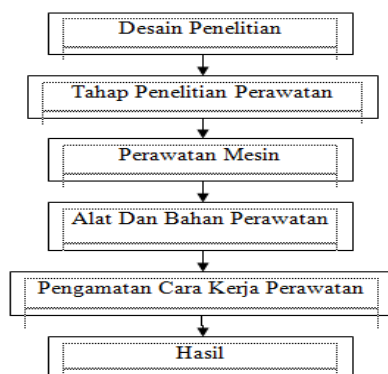 Desain Penelitian
Tahap Penelitian Perawatan
Perawatan Mesin
Alat Dan Bahan Perawatan
Pengamatan Cara Kerja Perawatan
Hasil